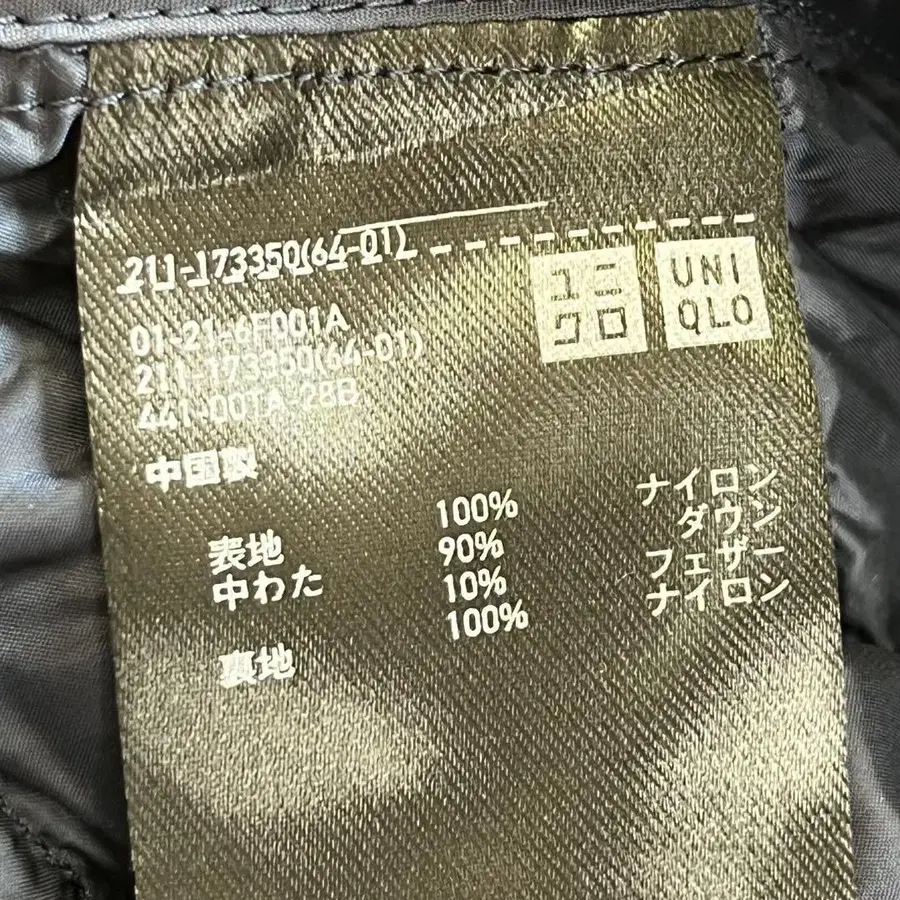 211-173350(64-01)
ユニ
クロ
UNI
QLO
01-21-6F001A
211-173350(64-01)
441-001A-28B
中国製
表地 100% ナイロン
中わた 90% ダウン
10% フェザー
裏地 100% ナイロン